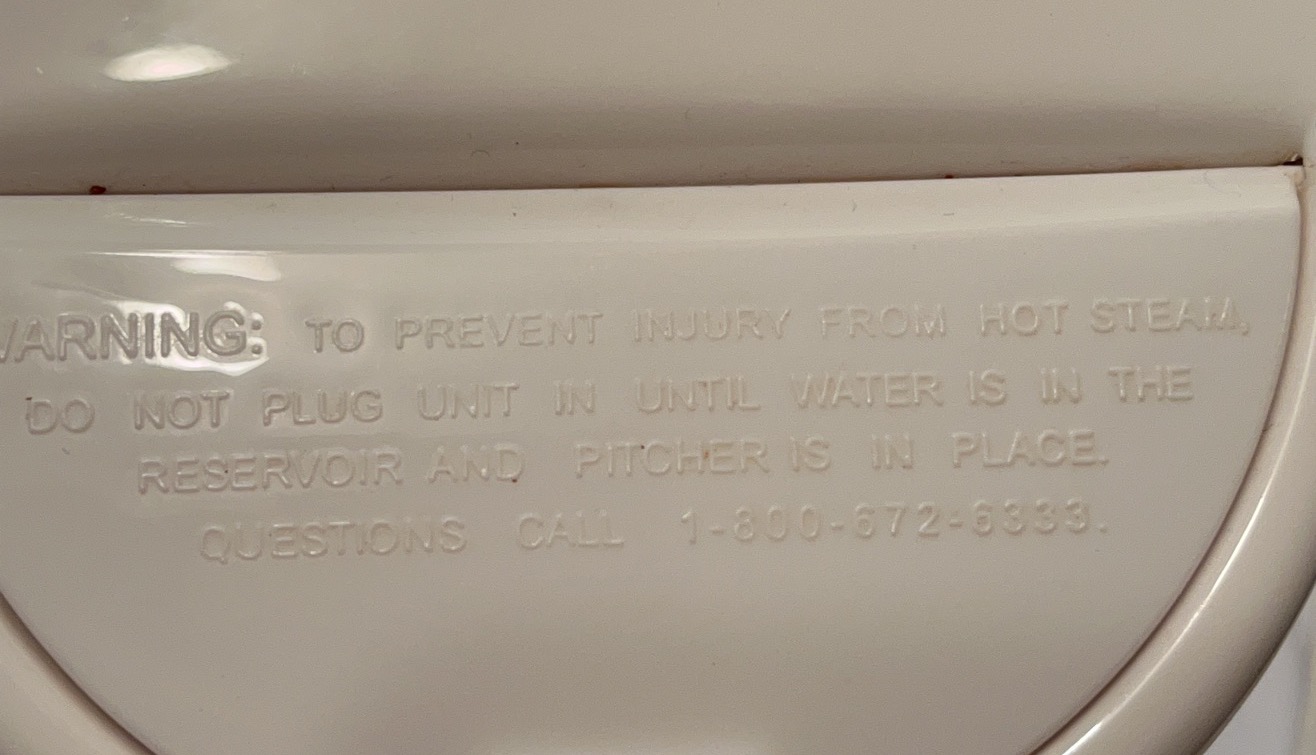 WARNING: TO PREVENT INJURY FROM HOT STEAM,
DO NOT PLUG UNIT IN UNTIL WATER IS IN THE
RESERVOIR AND PITCHER IS IN PLACE.
QUESTIONS CALL 1-800-672-6333.